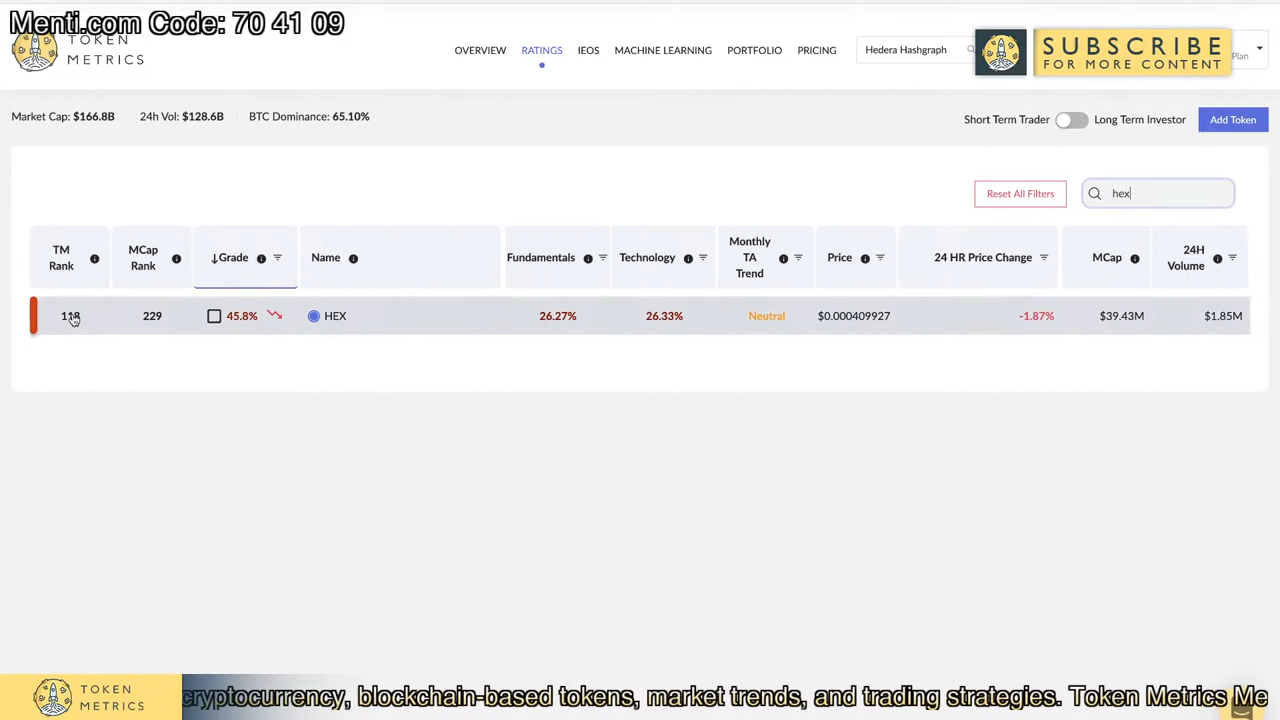 Menti.com Code: 70 41 09
TOKEN
METRICS
OVERVIEW
RATINGS
IEOS
MACHINE LEARNING
PORTFOLIO
PRICING
Hedera Hashgraph
SUBSCRIBE
FOR MORE CONTENT
Plan
Market Cap: $166.8B
24h Vol: $128.6B
BTC Dominance: 65.10%
Short Term Trader
Long Term Investor
Add Token
Reset All Filters
hex
TM
Rank
MCap
Rank
↓Grade
Name
Fundamentals
Technology
Monthly
TA
Trend
Price
24 HR Price Change
MCap
24H
Volume
118
229
45.8%
HEX
26.27%
26.33%
Neutral
$0.000409927
-1.87%
$39.43M
$1.85M
TOKEN
METRICS
cryptocurrency, blockchain-based tokens, market trends, and trading strategies. Token Metrics Me